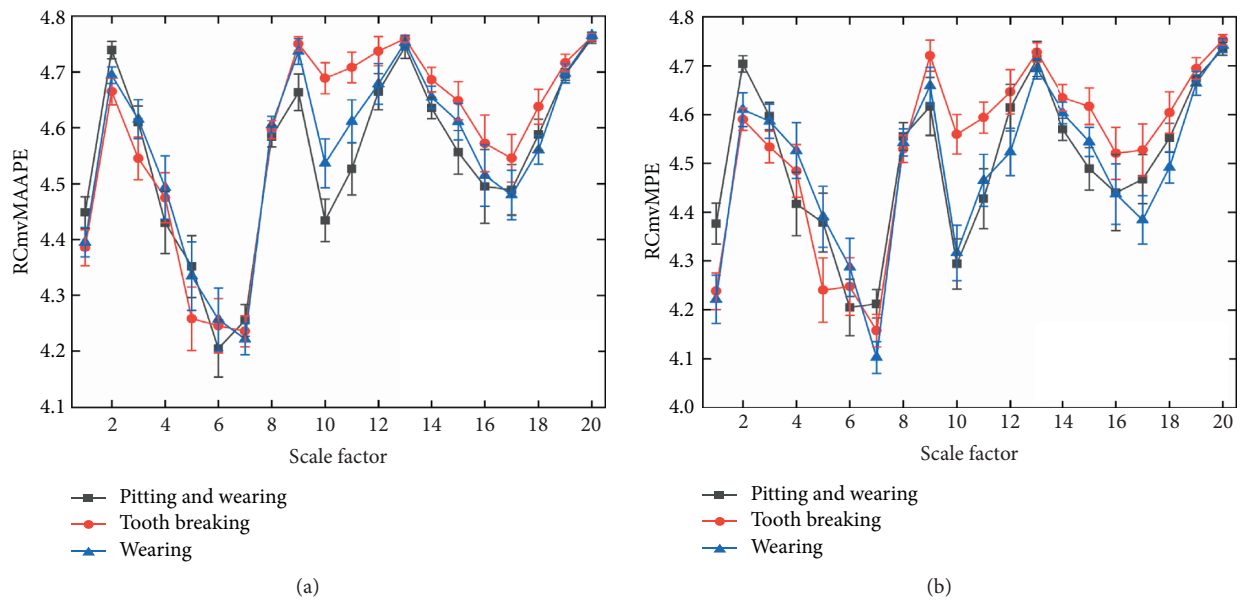 4.8
4.7
4.6
4.5
4.4
4.3
4.2
4.1
RCmvMAAPE
2 4 6 8 10 12 14 16 18 20
Scale factor
Pitting and wearing
Tooth breaking
Wearing
(a)
4.8
4.7
4.6
4.5
4.4
4.3
4.2
4.1
4.0
RCmvMPE
2 4 6 8 10 12 14 16 18 20
Scale factor
Pitting and wearing
Tooth breaking
Wearing
(b)